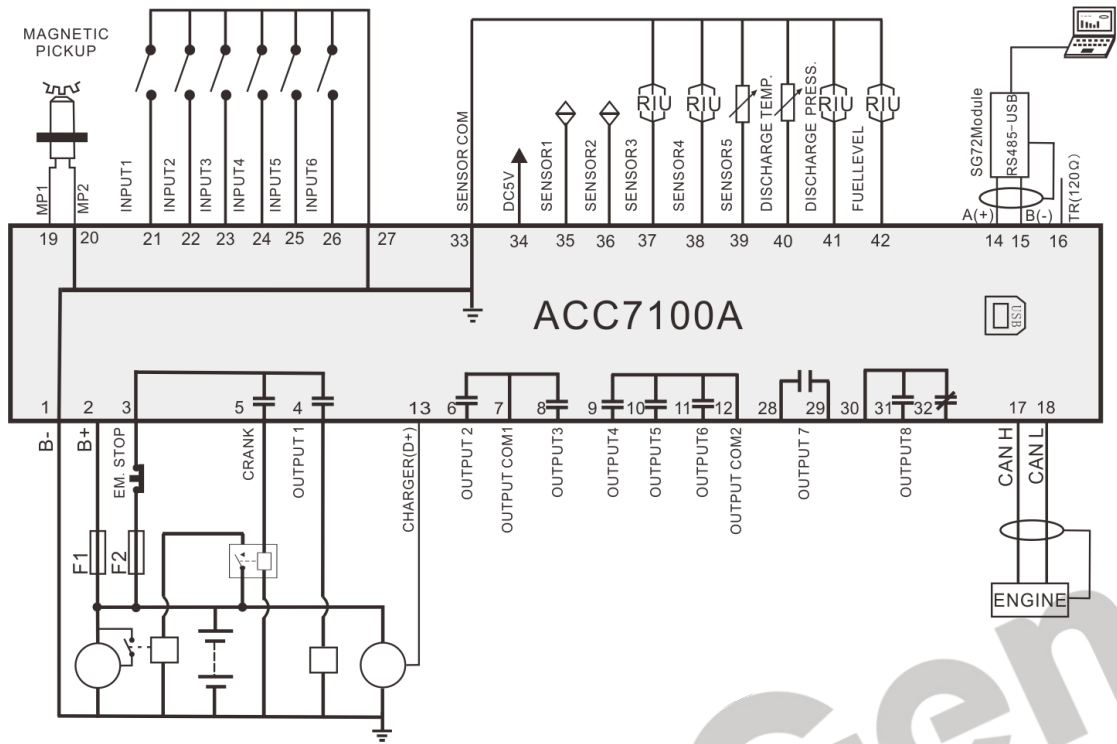 MAGNETIC
PICKUP
MP1
MP2
INPUT1
INPUT2
INPUT3
INPUT4
INPUT5
INPUT6
SENSOR COM
DC5V
SENSOR1
SENSOR2
SENSOR3
SENSOR4
SENSOR5
DISCHARGE TEMP.
DISCHARGE PRESS.
FUELLEVEL
R I U
R I U
R I U
R I U
SG72Module
RS485-USB
A(+)
B(-)
TR(120Ω)
19
20
21
22
23
24
25
26
27
33
34
35
36
37
38
39
40
41
42
14
15
16
ACC7100A
USB
1
2
3
5
4
13
6
7
8
9
10
11
12
28
29
30
31
32
17
18
B-
B+
EM. STOP
CRANK
OUTPUT 1
CHARGER(D+)
OUTPUT 2
OUTPUT COM1
OUTPUT3
OUTPUT4
OUTPUT5
OUTPUT6
OUTPUT COM2
OUTPUT 7
OUTPUT8
CAN H
CAN L
F1
F2
ENGINE
Gen